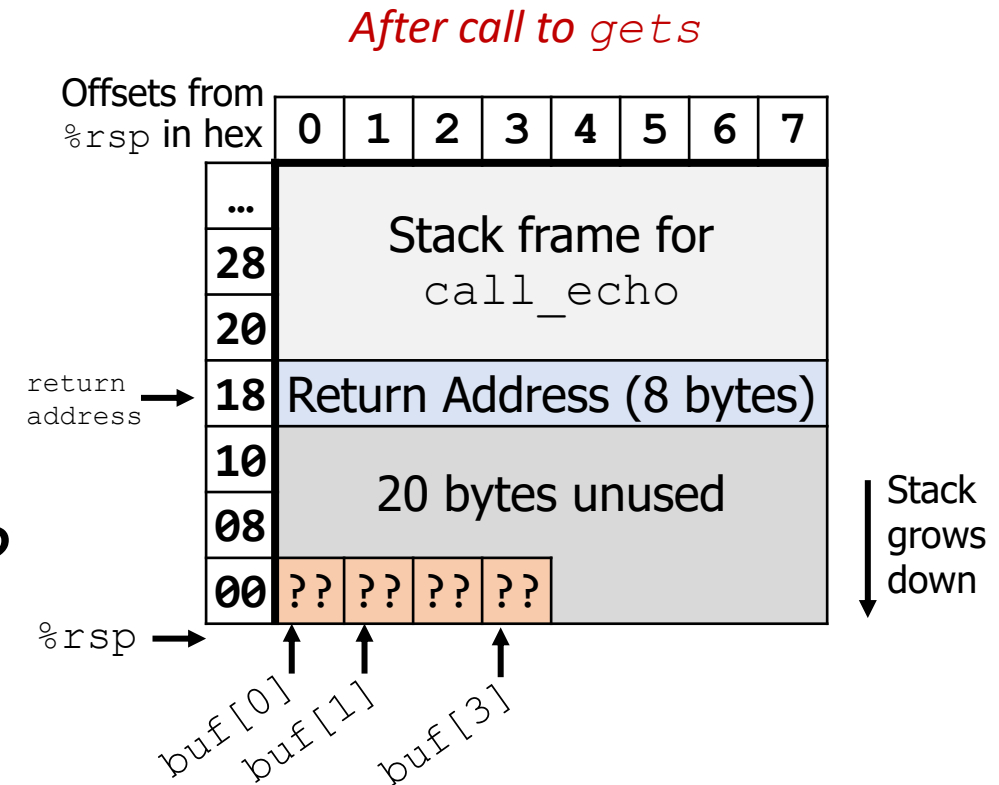 After call to gets
Offsets from
%rsp in hex
0 1 2 3 4 5 6 7
…
28
20
Stack frame for
call_echo
return
address
18
Return Address (8 bytes)
10
08
20 bytes unused
Stack
grows
down
00
?? ?? ?? ??
%rsp
buf[0]
buf[1]
buf[3]